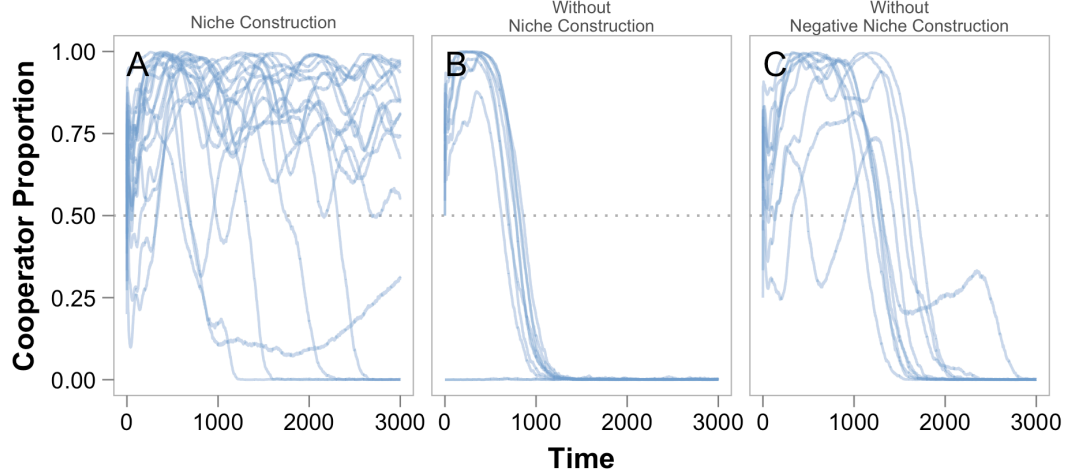 Niche Construction
Without
Niche Construction
Without
Negative Niche Construction
A
B
C
Cooperator Proportion
1.00
0.75
0.50
0.25
0.00
0 1000 2000 3000
0 1000 2000 3000
0 1000 2000 3000
Time